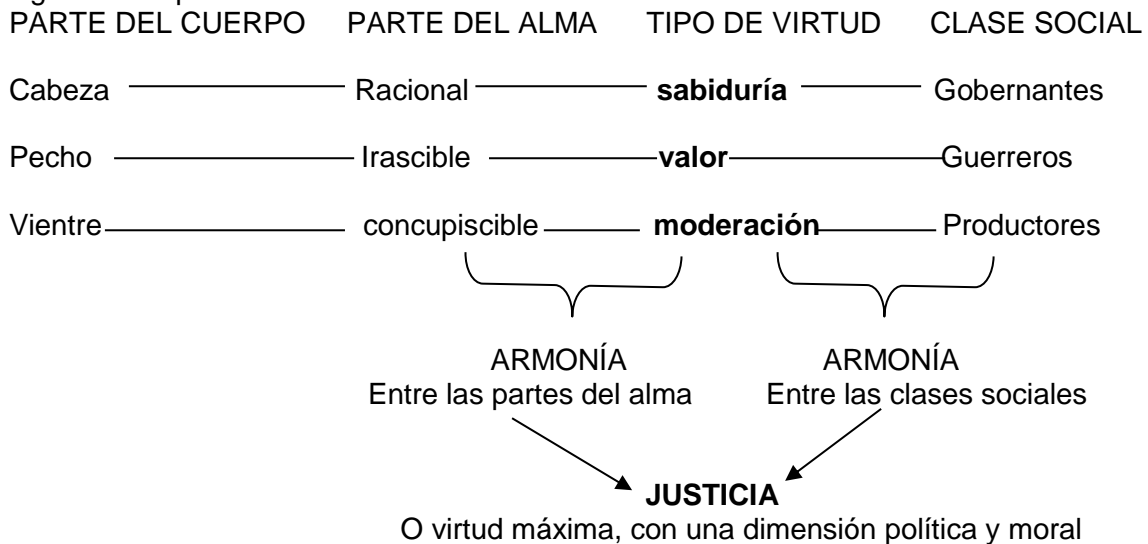 PARTE DEL CUERPO PARTE DEL ALMA TIPO DE VIRTUD CLASE SOCIAL
Cabeza Racional sabiduría Gobernantes
Pecho Irascible valor Guerreros
Vientre concupiscible moderación Productores
ARMONÍA ARMONÍA
Entre las partes del alma Entre las clases sociales
JUSTICIA
O virtud máxima, con una dimensión política y moral